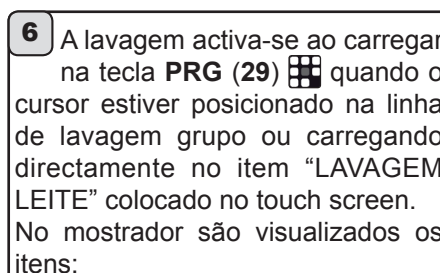 6 A lavagem activa-se ao carregar
na tecla PRG (29) quando o
cursor estiver posicionado na linha
de lavagem grupo ou carregando
directamente no item “LAVAGEM
LEITE” colocado no touch screen.
No mostrador são visualizados os
itens: